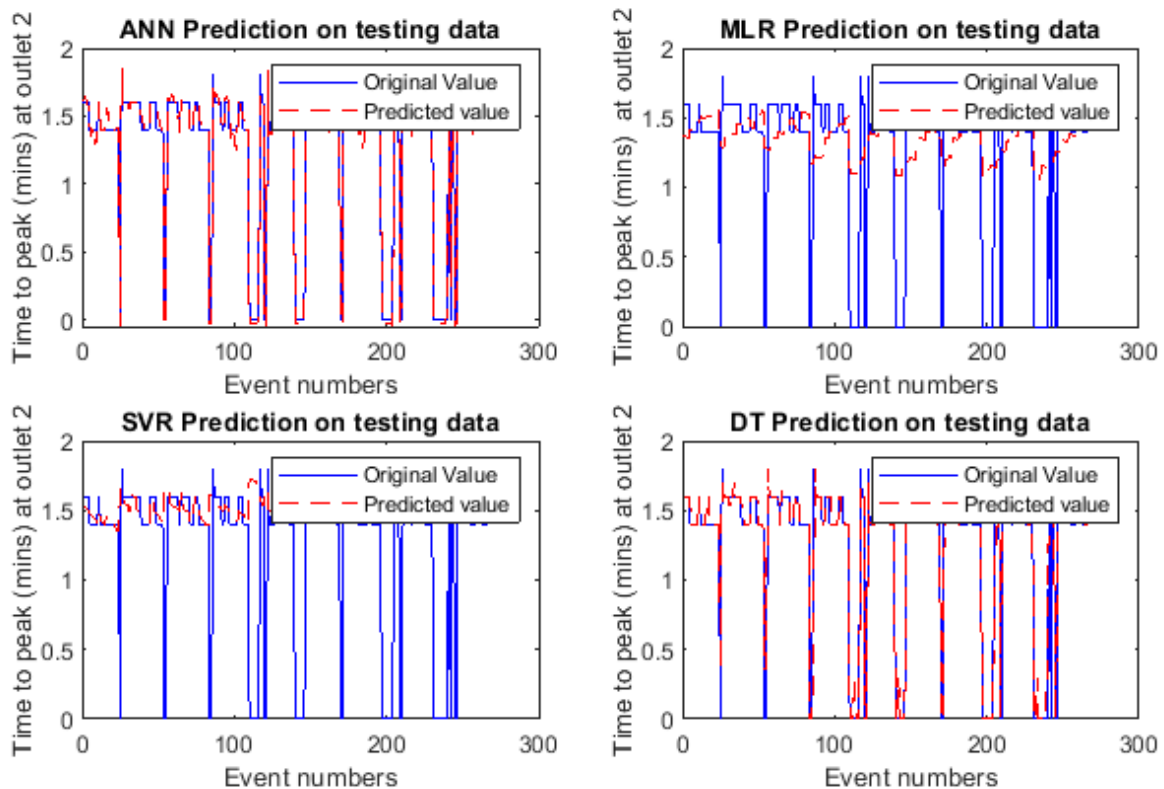 ANN Prediction on testing data
Time to peak (mins) at outlet 2
2
1.5
1
0.5
0
Original Value
Predicted value
0
100
200
300
Event numbers
MLR Prediction on testing data
Time to peak (mins) at outlet 2
2
1.5
1
0.5
0
Original Value
Predicted value
0
100
200
300
Event numbers
SVR Prediction on testing data
Time to peak (mins) at outlet 2
2
1.5
1
0.5
0
Original Value
Predicted value
0
100
200
300
Event numbers
DT Prediction on testing data
Time to peak (mins) at outlet 2
2
1.5
1
0.5
0
Original Value
Predicted value
0
100
200
300
Event numbers